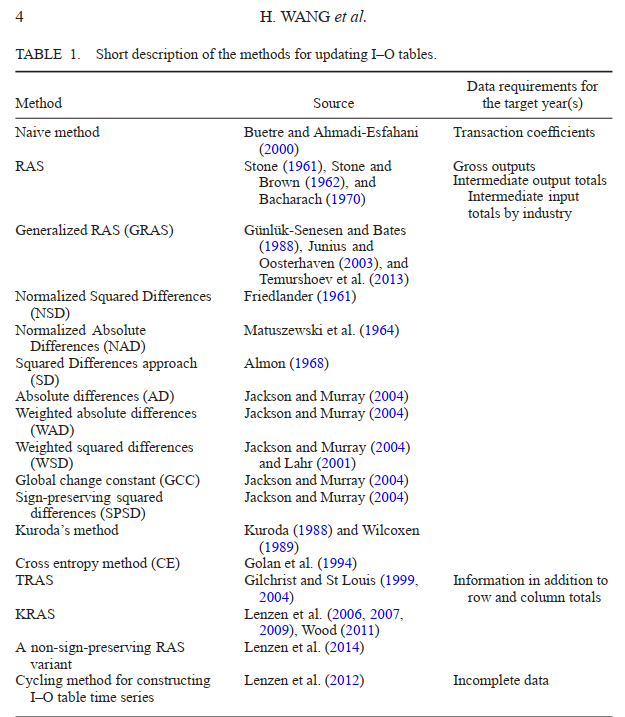 4 H. WANG et al.
TABLE 1. Short description of the methods for updating I–O tables.
Data requirements for
Method Source the target year(s)
Naive method Buetre and Ahmadi-Esfahani Transaction coefficients
(2000)
RAS Stone (1961), Stone and Gross outputs
Brown (1962), and Intermediate output totals
Bacharach (1970) Intermediate input
totals by industry
Generalized RAS (GRAS) Günlük-Senesen and Bates
(1988), Junius and
Oosterhaven (2003), and
Temurshoev et al. (2013)
Normalized Squared Differences Friedlander (1961)
(NSD)
Normalized Absolute Matuszewski et al. (1964)
Differences (NAD)
Squared Differences approach Almon (1968)
(SD)
Absolute differences (AD) Jackson and Murray (2004)
Weighted absolute differences Jackson and Murray (2004)
(WAD)
Weighted squared differences Jackson and Murray (2004)
(WSD) and Lahr (2001)
Global change constant (GCC) Jackson and Murray (2004)
Sign-preserving squared Jackson and Murray (2004)
differences (SPSD)
Kuroda's method Kuroda (1988) and Wilcoxen
(1989)
Cross entropy method (CE) Golan et al. (1994)
TRAS Gilchrist and St Louis (1999, Information in addition to
2004) row and column totals
KRAS Lenzen et al. (2006, 2007,
2009), Wood (2011)
A non-sign-preserving RAS Lenzen et al. (2014)
variant
Cycling method for constructing Lenzen et al. (2012) Incomplete data
I–O table time series